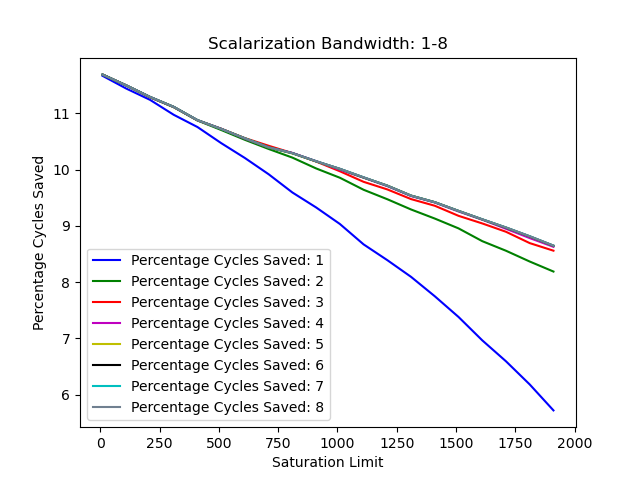 Scalarization Bandwidth: 1-8
Percentage Cycles Saved
11
10
9
8
7
6
Percentage Cycles Saved: 1
Percentage Cycles Saved: 2
Percentage Cycles Saved: 3
Percentage Cycles Saved: 4
Percentage Cycles Saved: 5
Percentage Cycles Saved: 6
Percentage Cycles Saved: 7
Percentage Cycles Saved: 8
0 250 500 750 1000 1250 1500 1750 2000
Saturation Limit